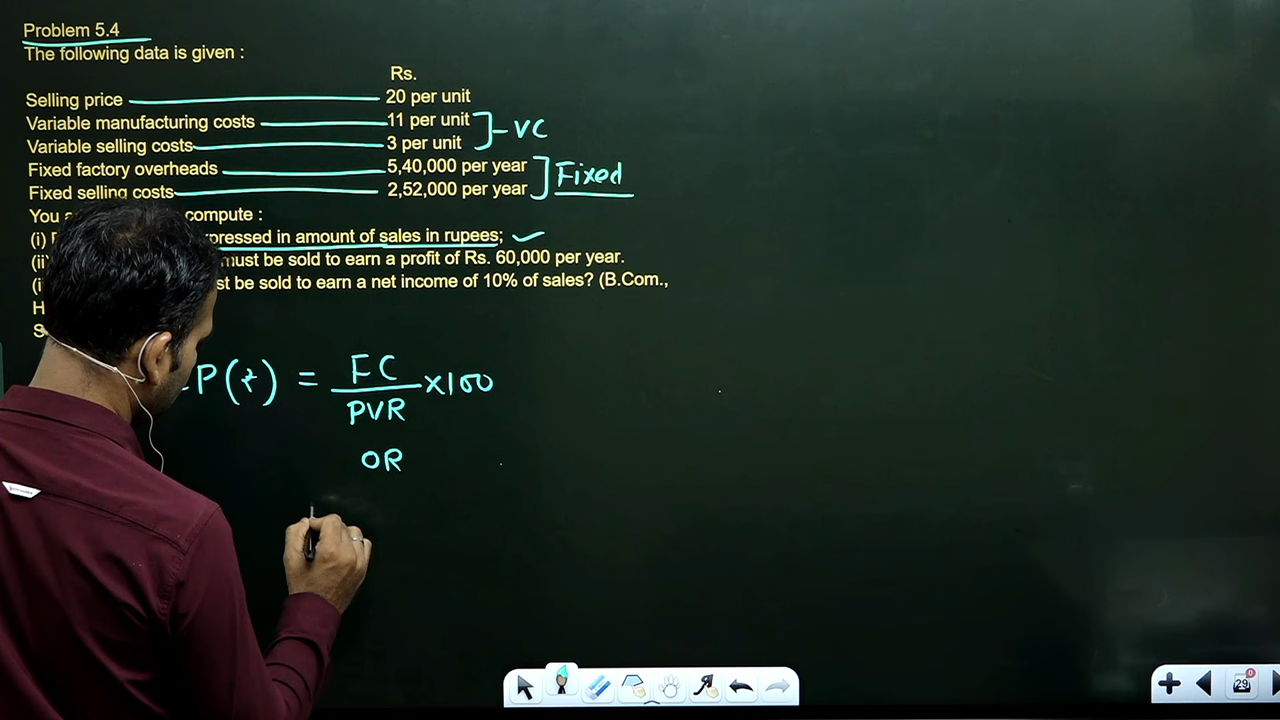 Problem 5.4
The following data is given :
Rs.
Selling price 20 per unit
Variable manufacturing costs 11 per unit
Variable selling costs 3 per unit
VC
Fixed factory overheads 5,40,000 per year
Fixed selling costs 2,52,000 per year
Fixed
You compute :
(i) expressed in amount of sales in rupees;
must be sold to earn a profit of Rs. 60,000 per year.
be sold to earn a net income of 10% of sales? (B.Com.,
P(₹) = FC / PVR ×100
OR
29